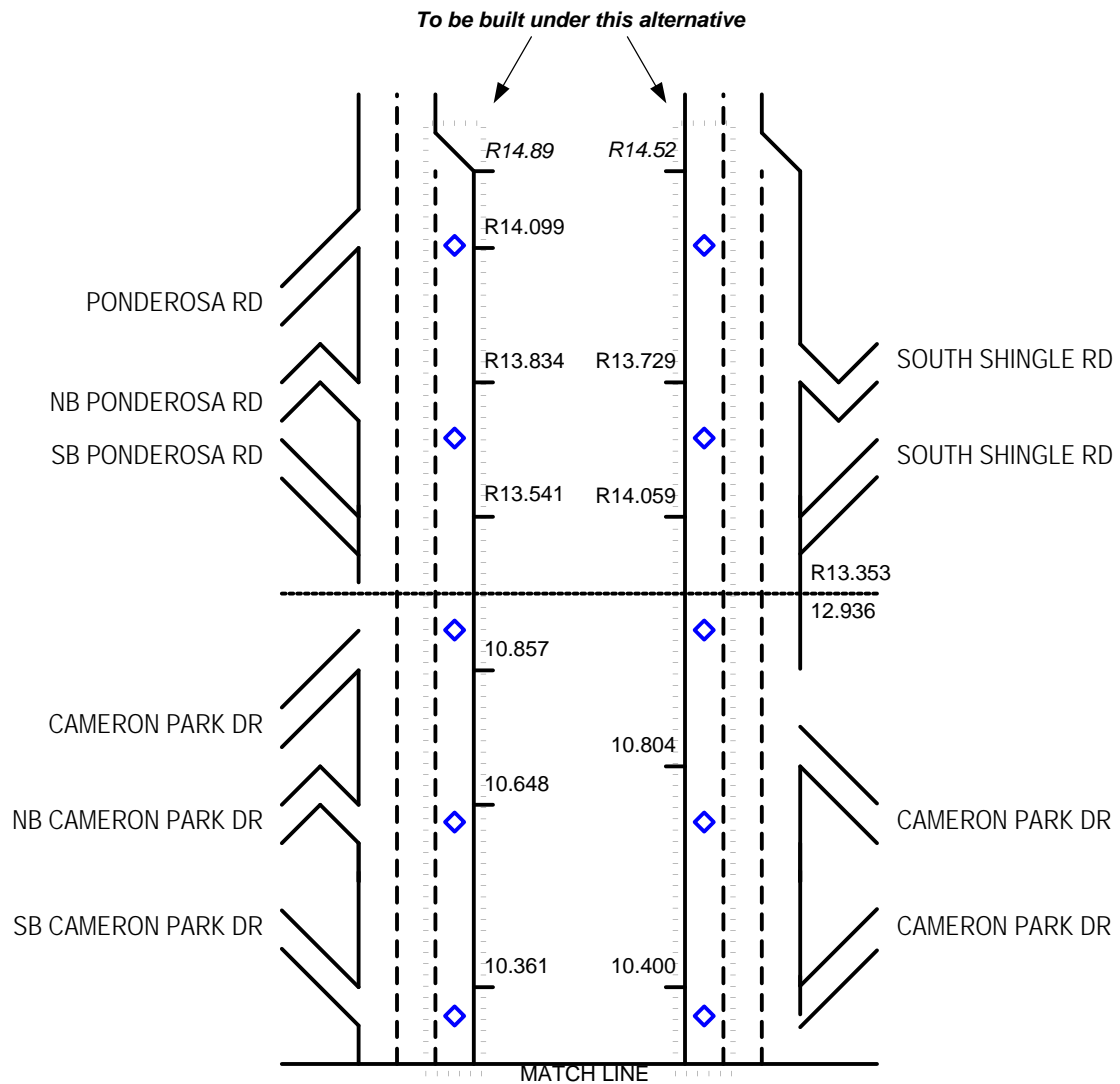 To be built under this alternative
R14.89 R14.52
R14.099
PONDEROSA RD
R13.834 R13.729 SOUTH SHINGLE RD
NB PONDEROSA RD
SB PONDEROSA RD SOUTH SHINGLE RD
R13.541 R14.059
R13.353
12.936
10.857
CAMERON PARK DR
10.804
10.648
NB CAMERON PARK DR CAMERON PARK DR
SB CAMERON PARK DR CAMERON PARK DR
10.361 10.400
MATCH LINE